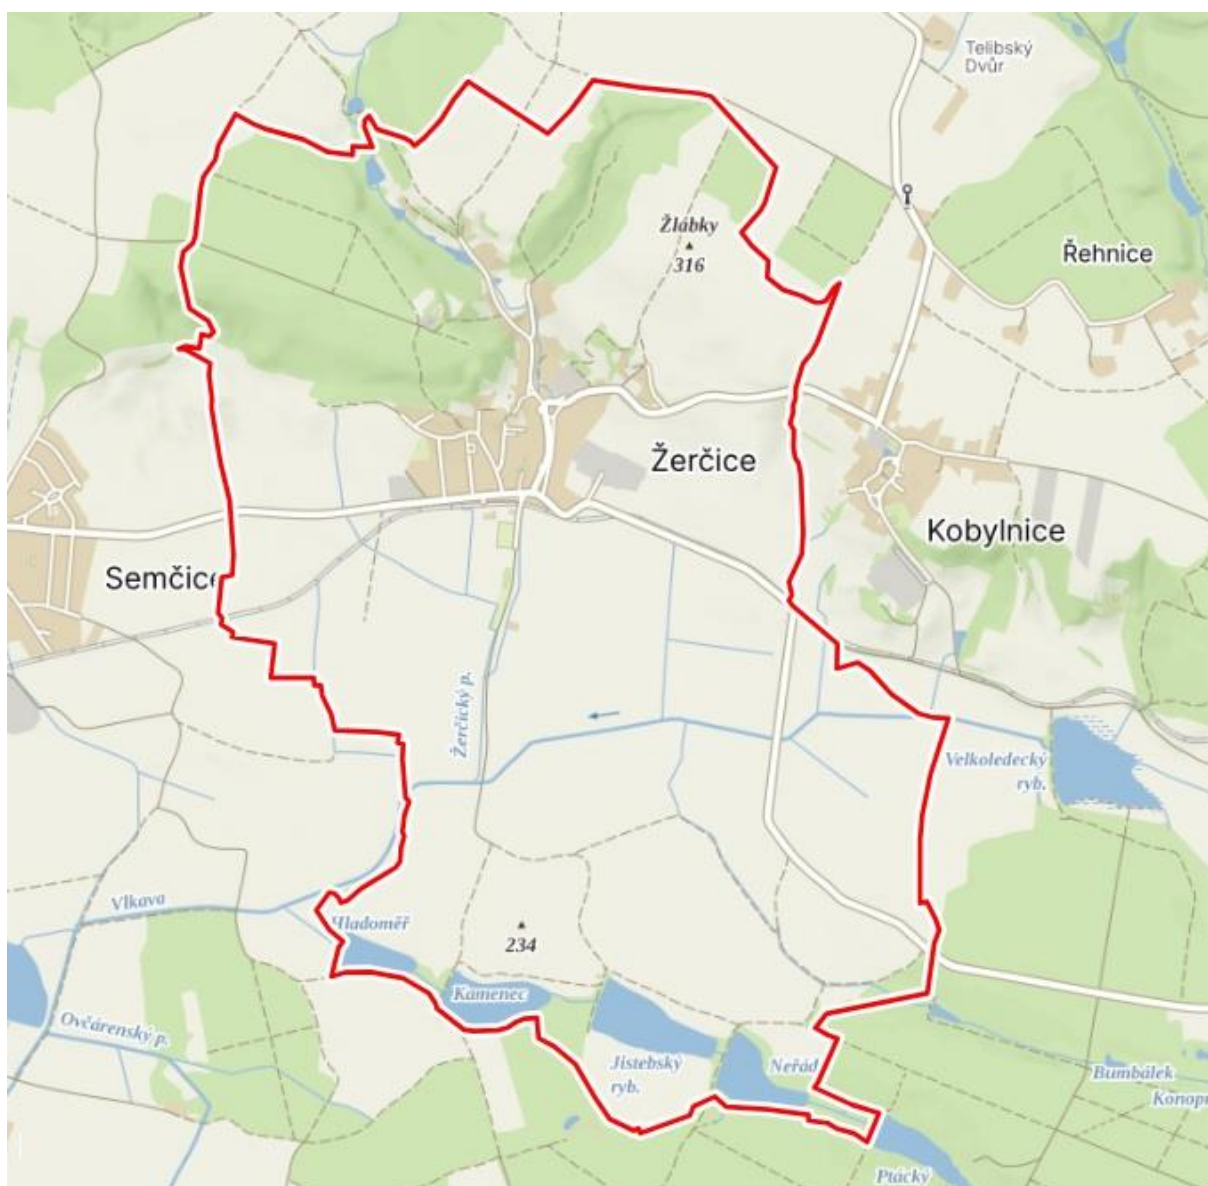 Telibský
Dvůr
Žlábky
316
Řehnice
Žerčice
Kobylnice
Semčice
Žerčický p.
Velkoledecký
ryb.
Vlkava
Hladoměř
234
Kamenec
Ovčárenský p.
Jistebský
ryb.
Neřád
Bumbálek
Konopi
Ptácký